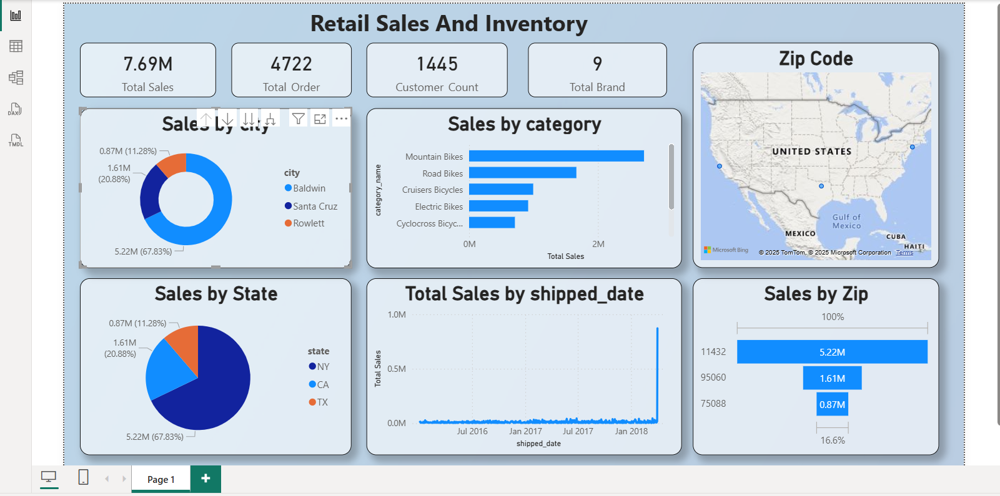 Retail Sales And Inventory
7.69M
Total Sales
4722
Total Order
1445
Customer Count
9
Total Brand
Zip Code
UNITED STATES
Gulf of
Mexico
MEXICO
CUBA
HAITI
Microsoft Bing
© 2025 TomTom, © 2025 Microsoft Corporation Terms
Sales by city
0.87M (11.28%)
1.61M
(20.88%)
5.22M (67.83%)
city
Baldwin
Santa Cruz
Rowlett
Sales by category
category_name
Mountain Bikes
Road Bikes
Cruisers Bicycles
Electric Bikes
Cyclocross Bicyc...
0M
2M
Total Sales
Sales by State
0.87M (11.28%)
1.61M
(20.88%)
5.22M (67.83%)
state
NY
CA
TX
Total Sales by shipped_date
Total Sales
1.0M
0.5M
0.0M
Jul 2016
Jan 2017
Jul 2017
Jan 2018
shipped_date
Sales by Zip
100%
11432
5.22M
95060
1.61M
75088
0.87M
16.6%
DAX
TMDL
Page 1